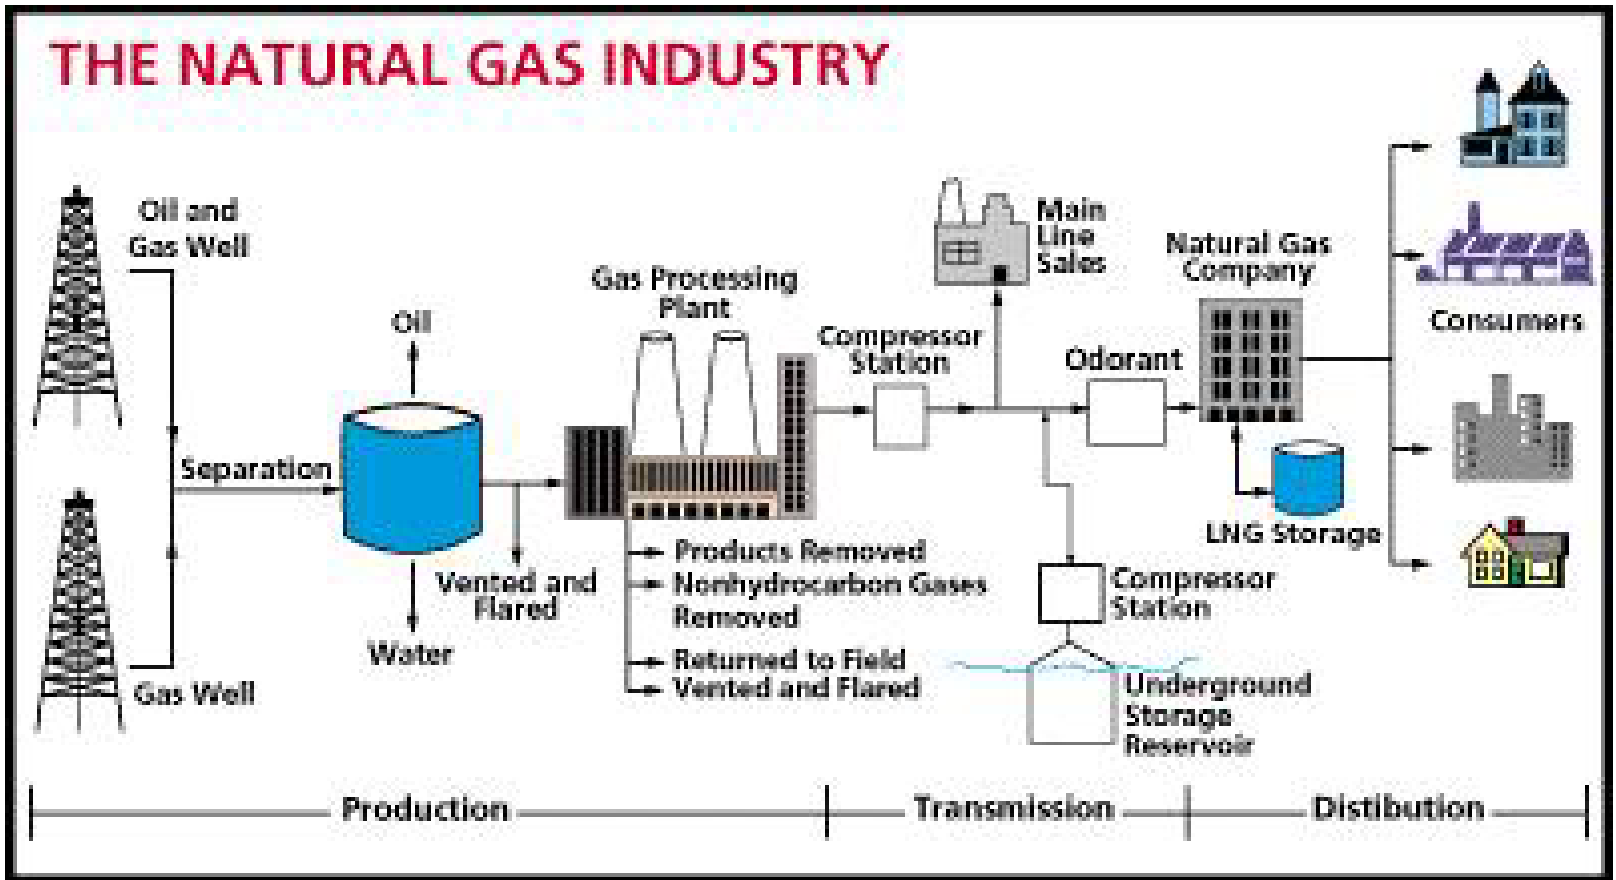 THE NATURAL GAS INDUSTRY
Oil and
Gas Well
Oil
Separation
Water
Gas Well
Vented and
Flared
Gas Processing
Plant
Products Removed
Nonhydrocarbon Gases
Removed
Returned to Field
Vented and Flared
Compressor
Station
Main
Line
Sales
Odorant
Compressor
Station
Underground
Storage
Reservoir
Natural Gas
Company
LNG Storage
Consumers
Production
Transmission
Distibution